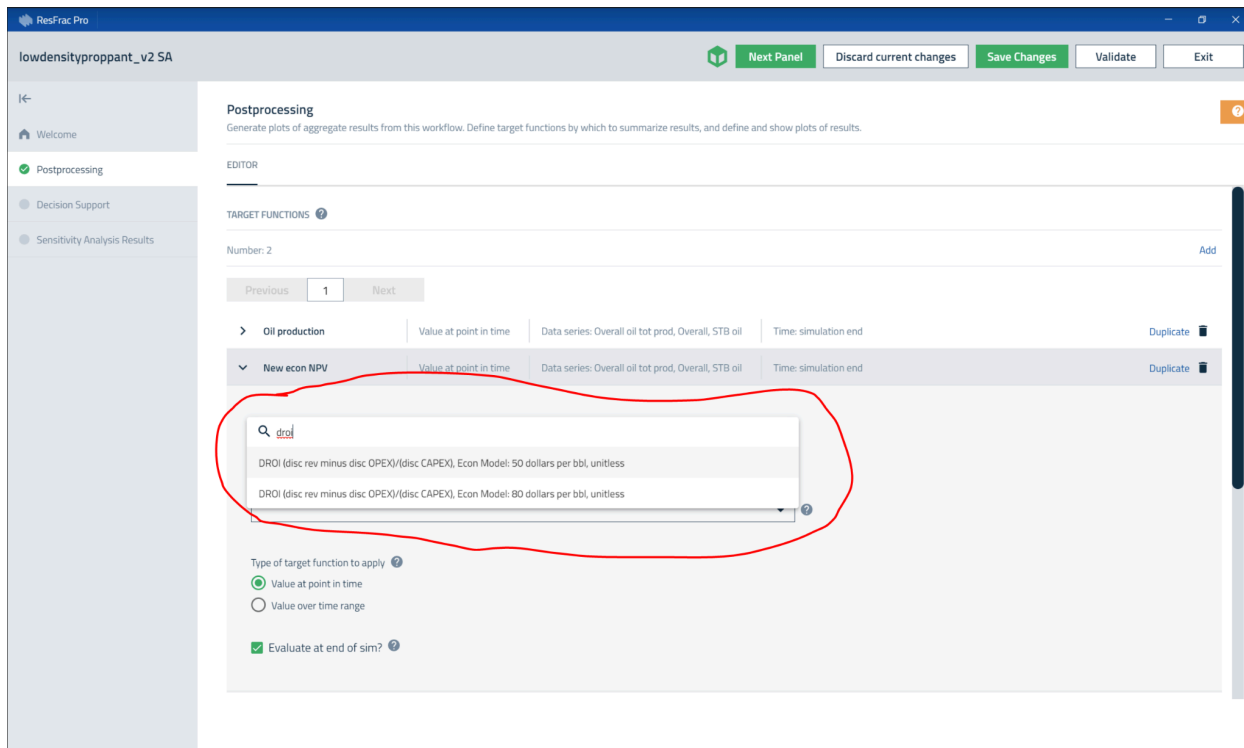 ResFrac Pro
lowdensityproppant_v2 SA
Next Panel
Discard current changes
Save Changes
Validate
Exit
Welcome
Postprocessing
Decision Support
Sensitivity Analysis Results
Postprocessing
Generate plots of aggregate results from this workflow. Define target functions by which to summarize results, and define and show plots of results.
EDITOR
TARGET FUNCTIONS ?
Number: 2
Add
Previous 1 Next
Oil production Value at point in time Data series: Overall oil tot prod, Overall, STB oil Time: simulation end Duplicate
New econ NPV Value at point in time Data series: Overall oil tot prod, Overall, STB oil Time: simulation end Duplicate
droi
DROI (disc rev minus disc OPEX)/(disc CAPEX), Econ Model: 50 dollars per bbl, unitless
DROI (disc rev minus disc OPEX)/(disc CAPEX), Econ Model: 80 dollars per bbl, unitless
?
Type of target function to apply ?
Value at point in time
Value over time range
Evaluate at end of sim? ?